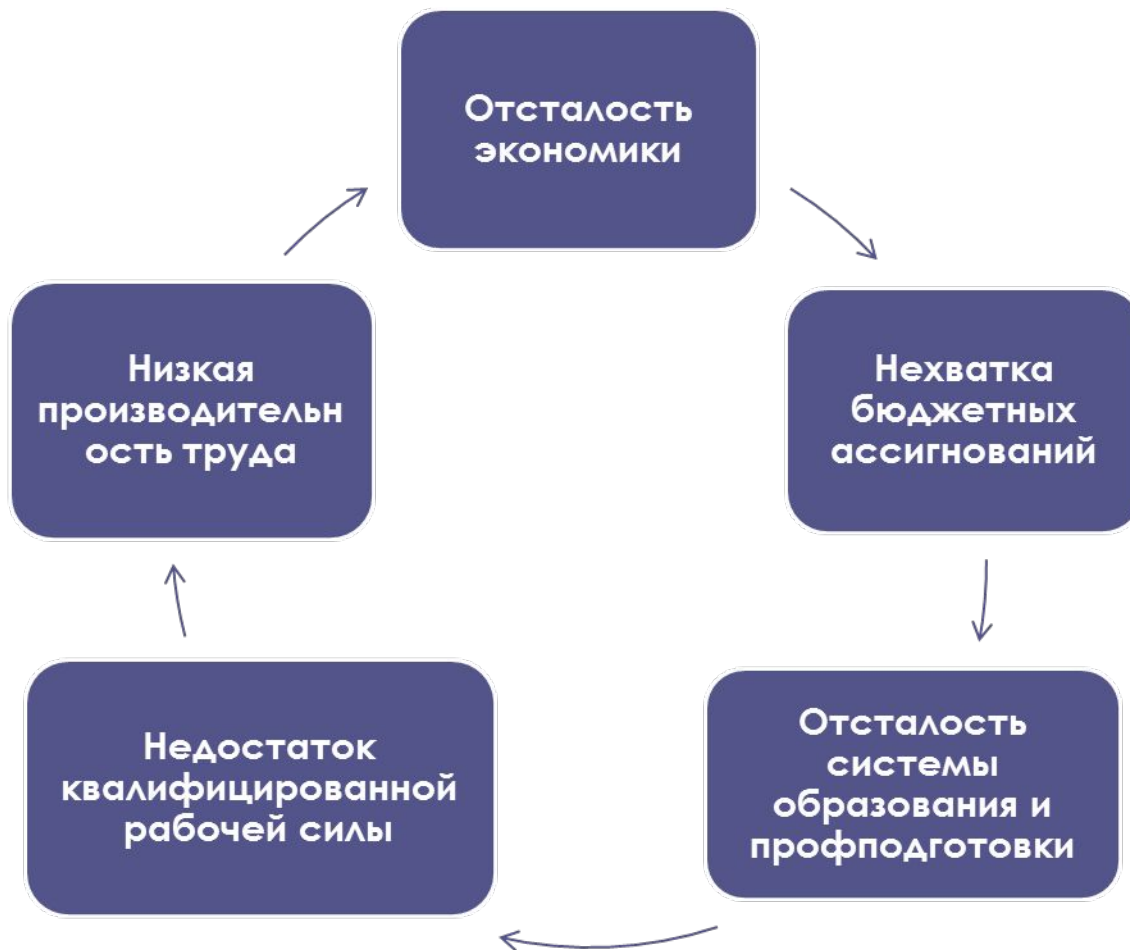 Отсталость
экономики
Нехватка
бюджетных
ассигнований
Отсталость
системы
образования и
профподготовки
Недостаток
квалифицированной
рабочей силы
Низкая
производительн
ость труда